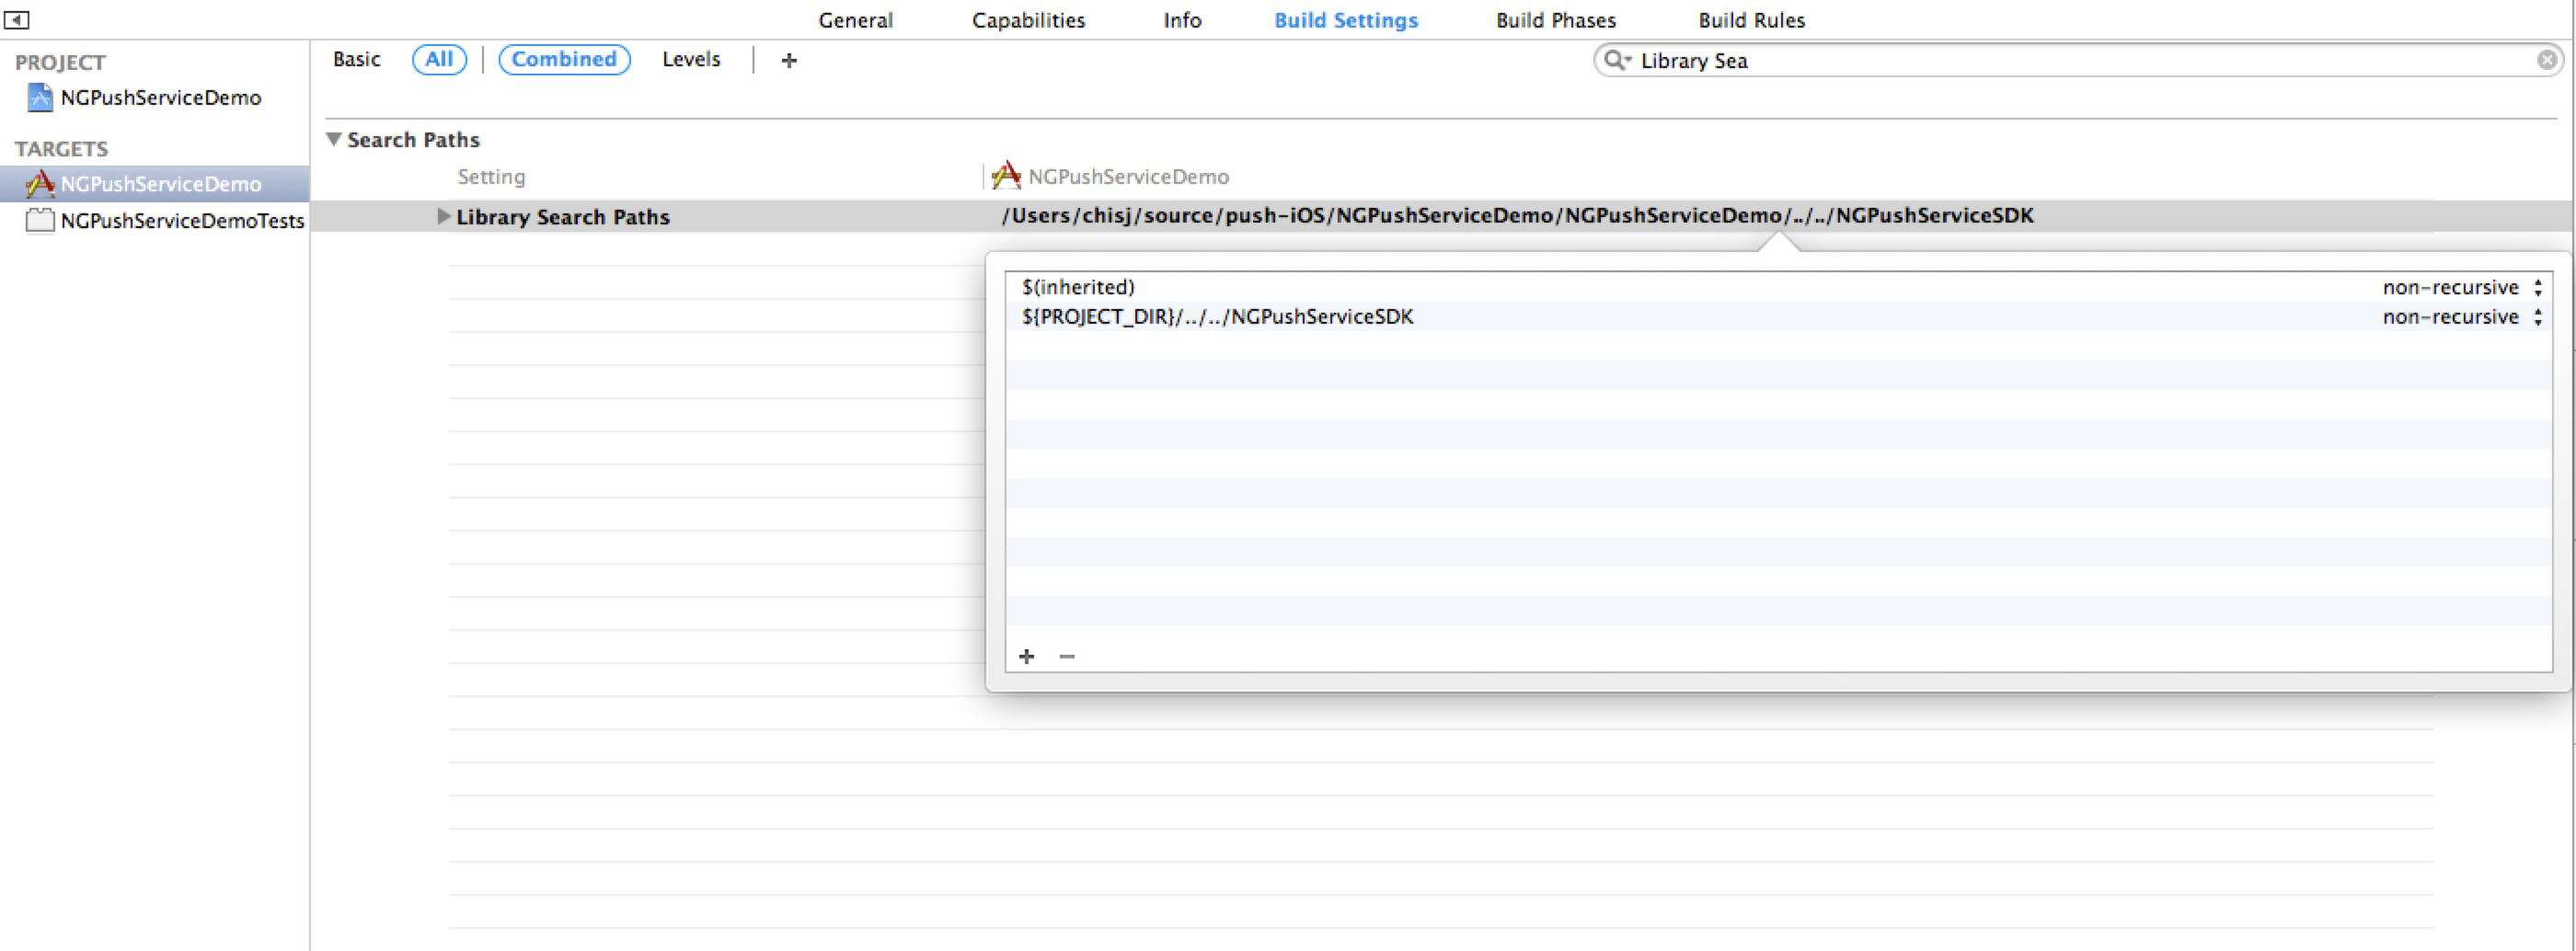 General Capabilities Info Build Settings Build Phases Build Rules
PROJECT
NGPushServiceDemo
TARGETS
NGPushServiceDemo
NGPushServiceDemoTests
Basic All Combined Levels +
Library Sea
Search Paths
Setting NGPushServiceDemo
Library Search Paths /Users/chisj/source/push-iOS/NGPushServiceDemo/NGPushServiceDemo/../../NGPushServiceSDK
$(inherited) non-recursive
${PROJECT_DIR}/../../NGPushServiceSDK non-recursive
+ −